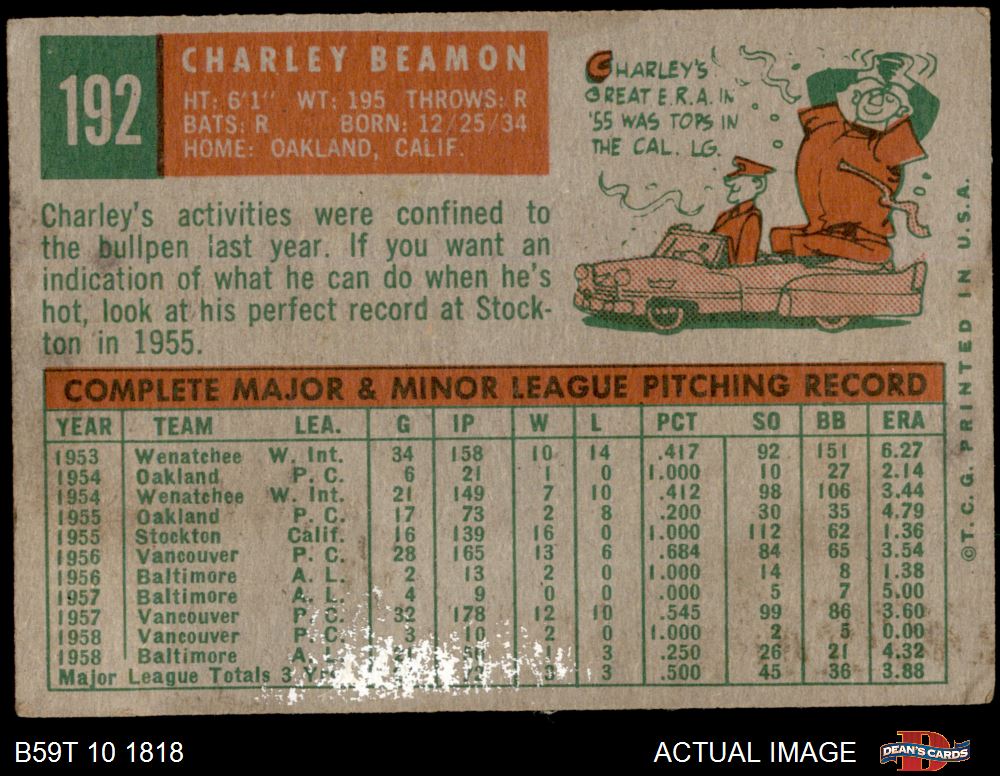 192
CHARLEY BEAMON
HT: 6'1" WT: 195 THROWS: R
BATS: R BORN: 12/25/34
HOME: OAKLAND, CALIF.
CHARLEY'S
GREAT E.R.A. IN
'55 WAS TOPS IN
THE CAL. LG.
Charley's activities were confined to
the bullpen last year. If you want an
indication of what he can do when he's
hot, look at his perfect record at Stock-
ton in 1955.
COMPLETE MAJOR & MINOR LEAGUE PITCHING RECORD
YEAR TEAM LEA. G IP W L PCT SO BB ERA
1953 Wenatchee W. Int. 34 158 10 14 .417 92 151 6.27
1954 Oakland P. C. 6 21 1 0 1.000 10 27 2.14
1954 Wenatchee W. Int. 21 149 7 10 .412 98 106 3.44
1955 Oakland P. C. 17 73 2 8 .200 30 35 4.79
1955 Stockton Calif. 16 139 16 0 1.000 112 62 1.36
1956 Vancouver P. C. 28 165 13 6 .684 84 65 3.54
1956 Baltimore A. L. 2 13 2 0 1.000 14 8 1.38
1957 Baltimore A. L. 4 9 0 0 .000 5 7 5.00
1957 Vancouver P. C. 32 178 12 10 .545 99 86 3.60
1958 Vancouver P. C. 3 10 2 0 1.000 2 5 0.00
1958 Baltimore A. 1 3 .250 26 21 4.32
Major League Totals 3 3 3 .500 45 36 3.88
©T. C. G. PRINTED IN U.S.A.
B59T 10 1818
ACTUAL IMAGE
DEAN'S CARDS